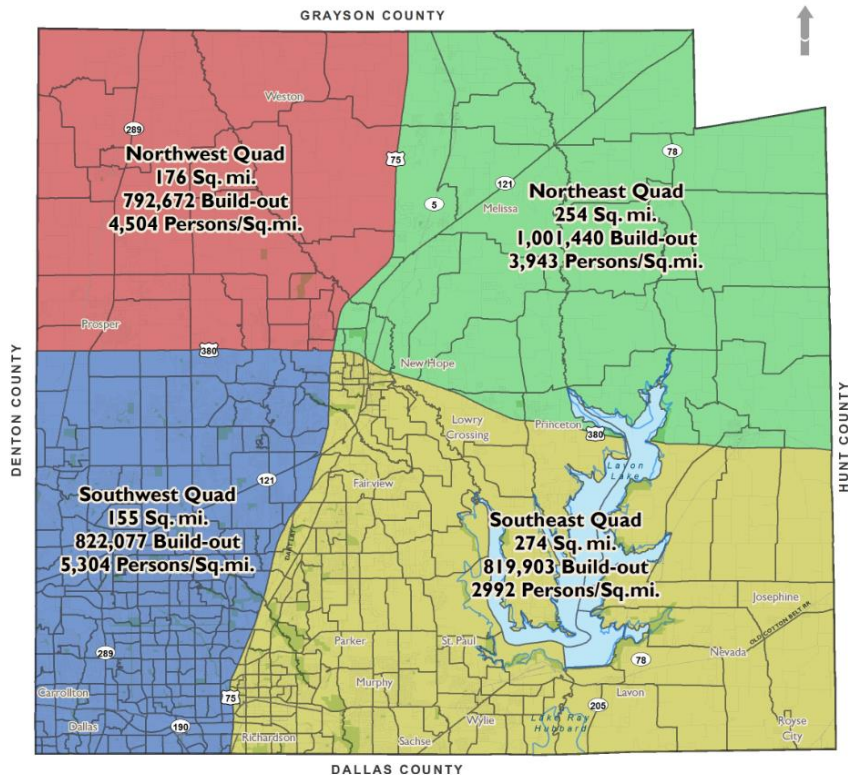 GRAYSON COUNTY
Weston
289
Northwest Quad
176 Sq. mi.
792,672 Build-out
4,504 Persons/Sq.mi.
75
78
121
5
Melissa
Northeast Quad
254 Sq. mi.
1,001,440 Build-out
3,943 Persons/Sq.mi.
Prosper
380
New Hope
DENTON COUNTY
HUNT COUNTY
Lowry
Crossing
Princeton
380
Lavon
Lake
121
Fairview
Southwest Quad
155 Sq. mi.
822,077 Build-out
5,304 Persons/Sq.mi.
Southeast Quad
274 Sq. mi.
819,903 Build-out
2992 Persons/Sq.mi.
Josephine
OLD COTTON BELT RR
Parker
St. Paul
289
78
Nevada
Carrollton
75
Murphy
Lavon
205
Dallas
190
Richardson
Sachse
Wylie
Lake Ray
Hubbard
Royse
City
DALLAS COUNTY